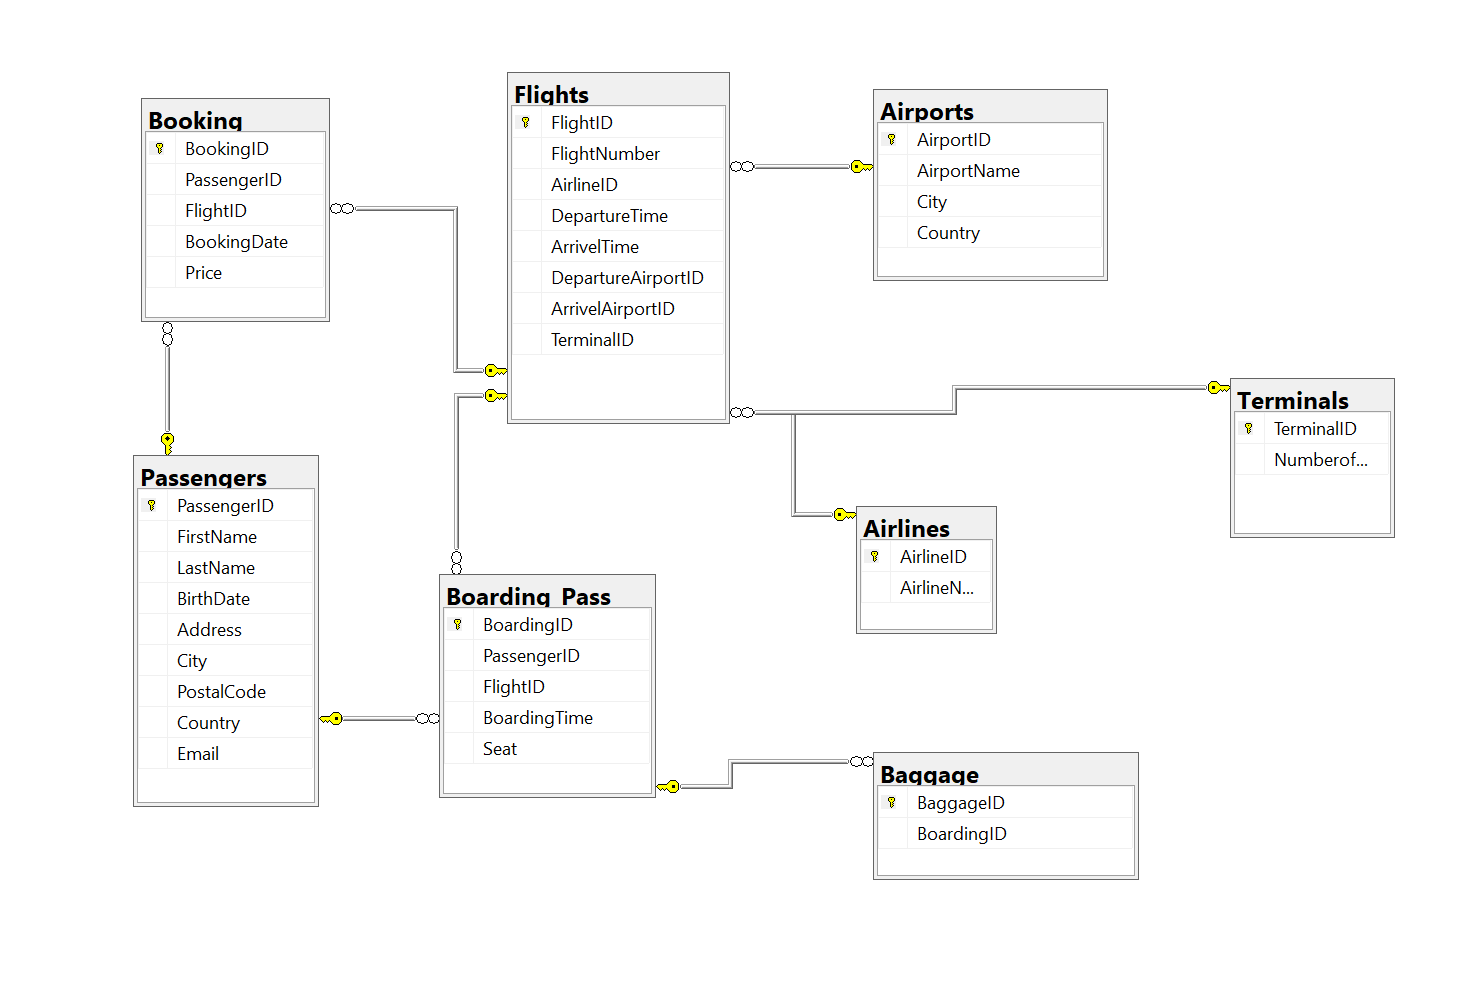 Booking
BookingID
PassengerID
FlightID
BookingDate
Price
Flights
FlightID
FlightNumber
AirlineID
DepartureTime
ArrivelTime
DepartureAirportID
ArrivelAirportID
TerminalID
Airports
AirportID
AirportName
City
Country
Terminals
TerminalID
Numberof...
Passengers
PassengerID
FirstName
LastName
BirthDate
Address
City
PostalCode
Country
Email
Airlines
AirlineID
AirlineN...
Boarding_Pass
BoardingID
PassengerID
FlightID
BoardingTime
Seat
Baggage
BaggageID
BoardingID